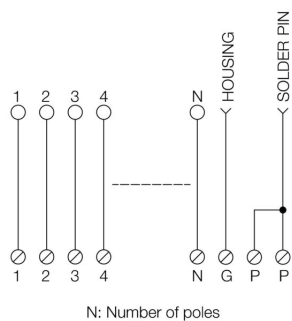 HOUSING
SOLDER PIN
1 2 3 4 N
1 2 3 4 N G P P
N: Number of poles